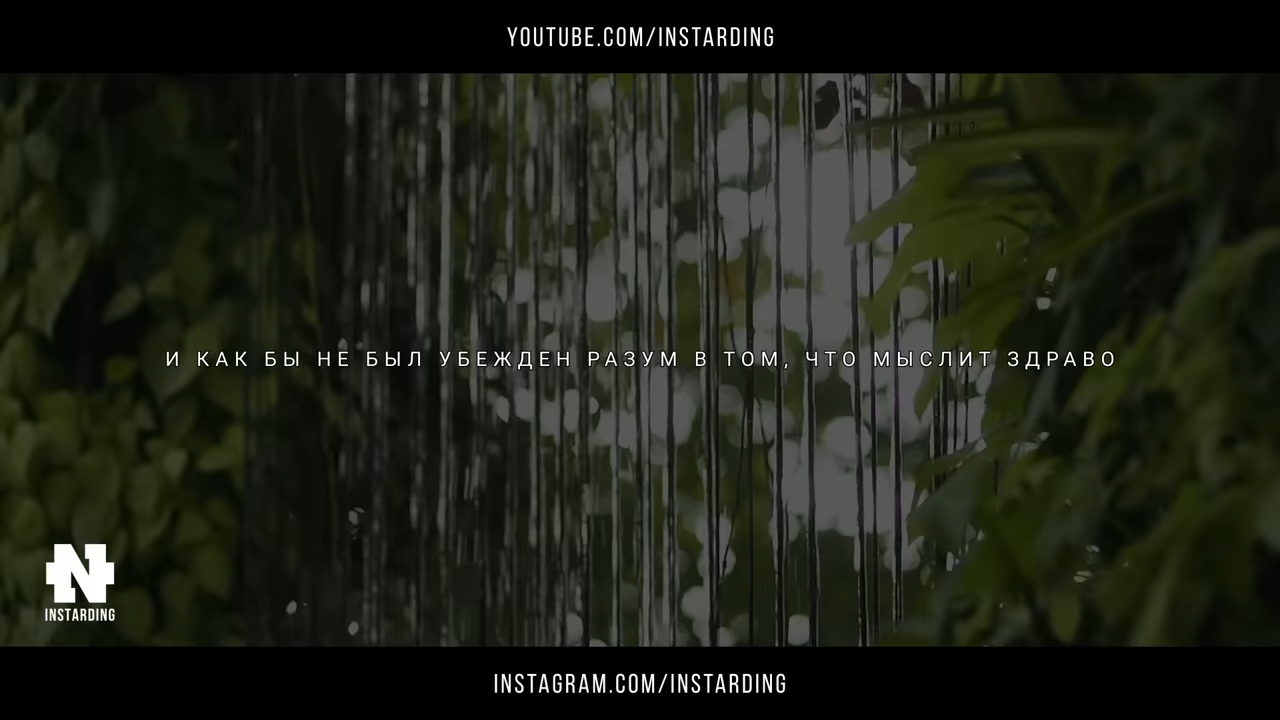 YOUTUBE.COM/INSTARDING
И КАК БЫ НЕ БЫЛ УБЕЖДЕН РАЗУМ В ТОМ, ЧТО МЫСЛИТ ЗДРАВО
N
INSTARDING
INSTAGRAM.COM/INSTARDING